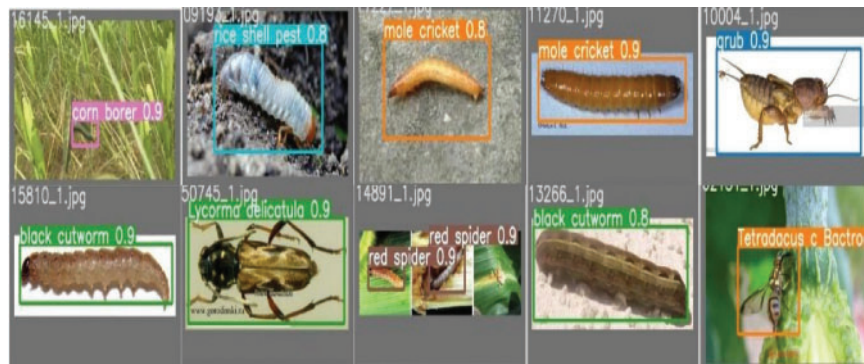 16145_1.jpg
corn borer 0.9
09192_1.jpg
rice shell pest 0.8
mole cricket 0.8
11270_1.jpg
mole cricket 0.9
10004_1.jpg
grub 0.9
15810_1.jpg
black cutworm 0.9
50745_1.jpg
Lycorma delicatula 0.9
14891_1.jpg
red spider 0.9
red spider 0.9
13266_1.jpg
black cutworm 0.8
Tetradacus c Bactro